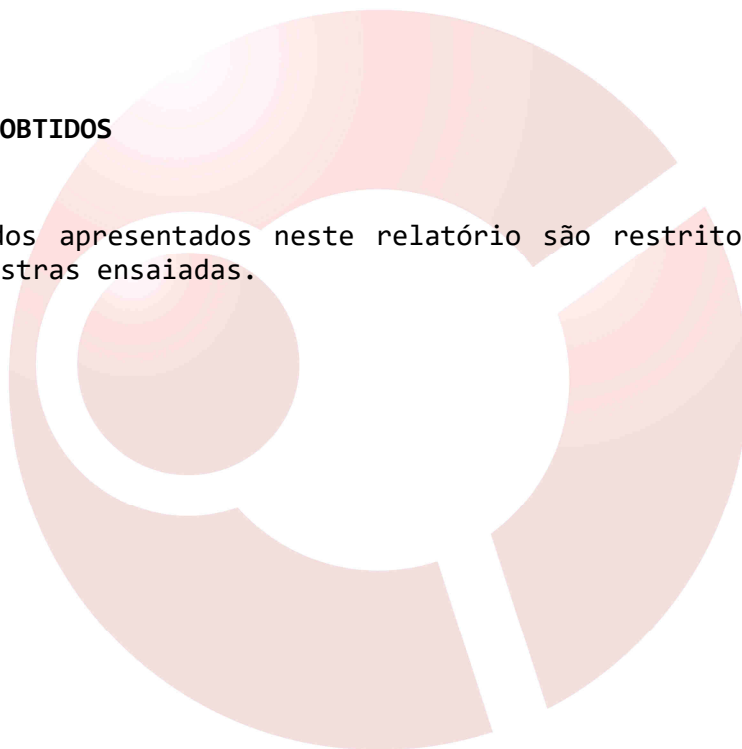 OBTIDOS
dos apresentados neste relatório são restrito
stras ensaiadas.